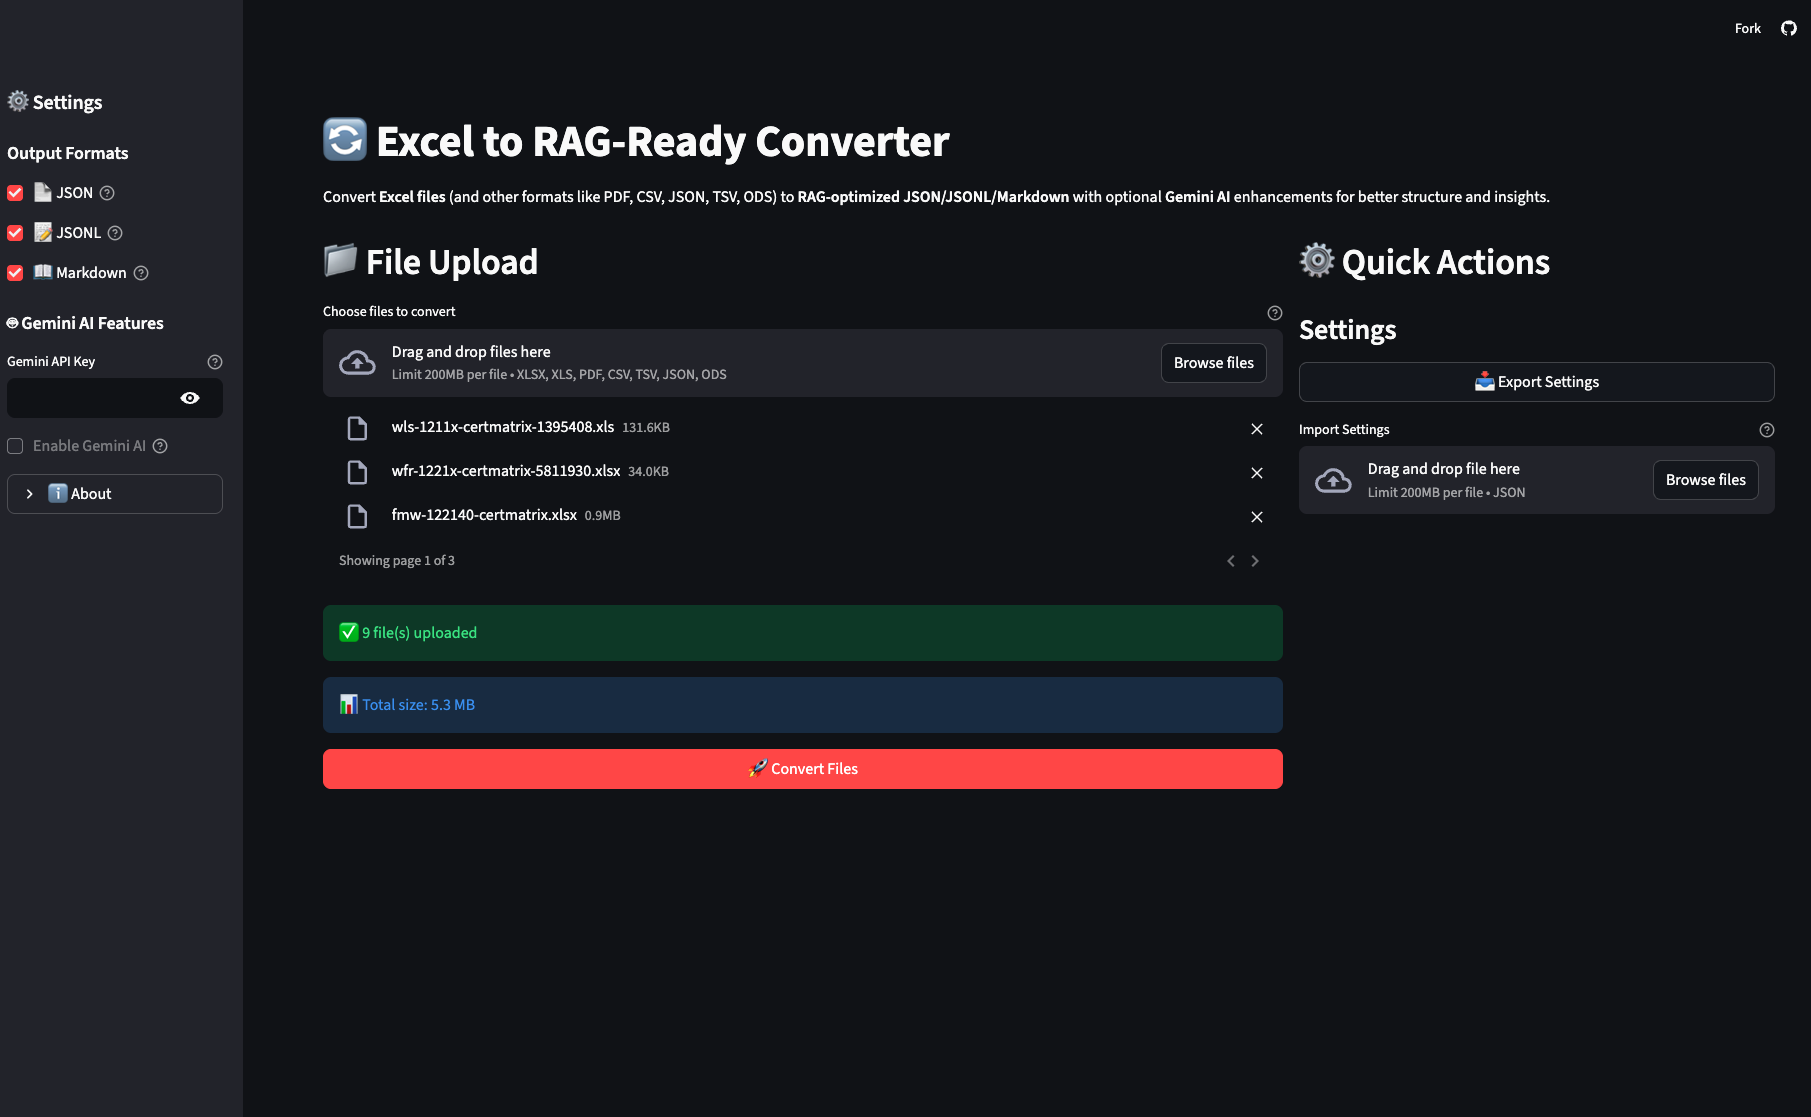 Fork
Settings
Output Formats
JSON
JSONL
Markdown
Gemini AI Features
Gemini API Key
Enable Gemini AI
About
Excel to RAG-Ready Converter
Convert Excel files (and other formats like PDF, CSV, JSON, TSV, ODS) to RAG-optimized JSON/JSONL/Markdown with optional Gemini AI enhancements for better structure and insights.
File Upload
Choose files to convert
Drag and drop files here
Limit 200MB per file • XLSX, XLS, PDF, CSV, TSV, JSON, ODS
Browse files
wls-1211x-certmatrix-1395408.xls 131.6KB
wfr-1221x-certmatrix-5811930.xlsx 34.0KB
fmw-122140-certmatrix.xlsx 0.9MB
Showing page 1 of 3
9 file(s) uploaded
Total size: 5.3 MB
Convert Files
Quick Actions
Settings
Export Settings
Import Settings
Drag and drop file here
Limit 200MB per file • JSON
Browse files